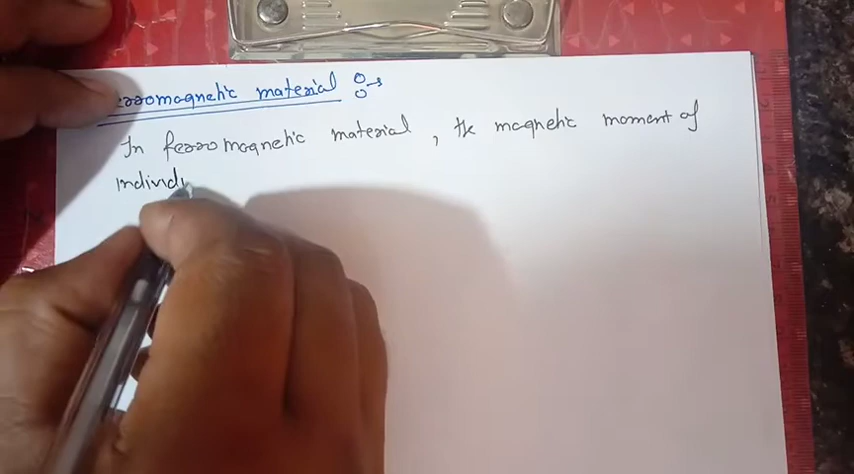 erromagnetic material :→
In ferromagnetic material , the magnetic moment of
individ